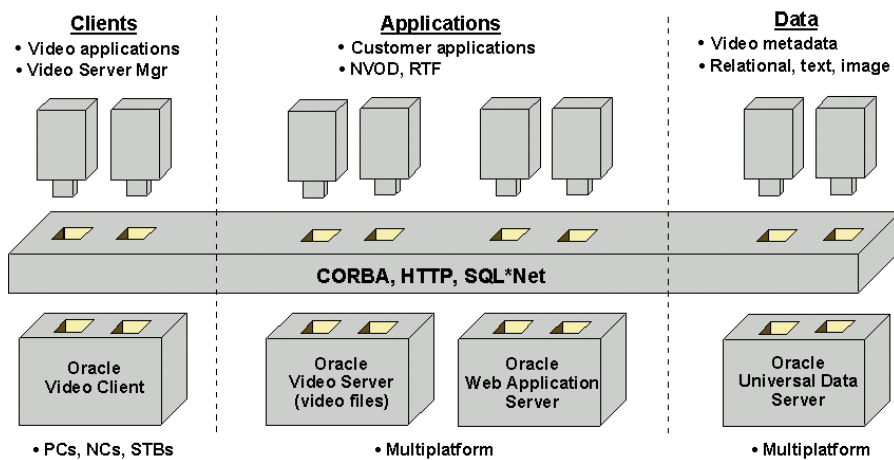 Clients
• Video applications
• Video Server Mgr
Applications
• Customer applications
• NVOD, RTF
Data
• Video metadata
• Relational, text, image
CORBA, HTTP, SQL*Net
Oracle
Video Client
Oracle
Video Server
(video files)
Oracle
Web Application
Server
Oracle
Universal Data
Server
• PCs, NCs, STBs
• Multiplatform
• Multiplatform